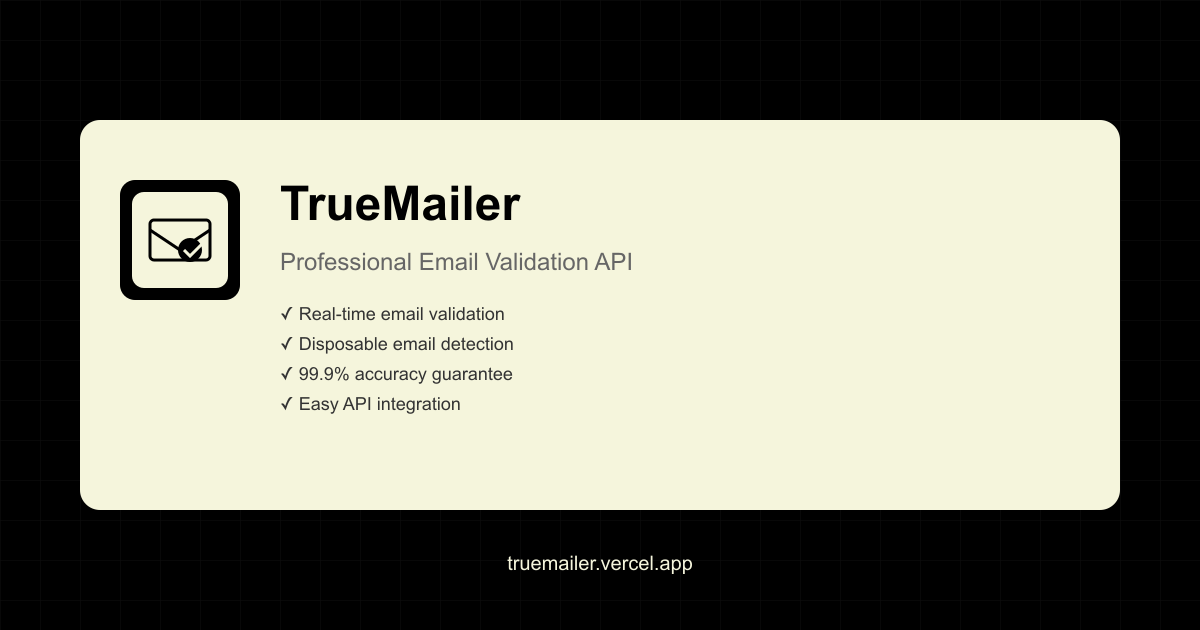 TrueMailer
Professional Email Validation API
✓ Real-time email validation
✓ Disposable email detection
✓ 99.9% accuracy guarantee
✓ Easy API integration
truemailer.vercel.app